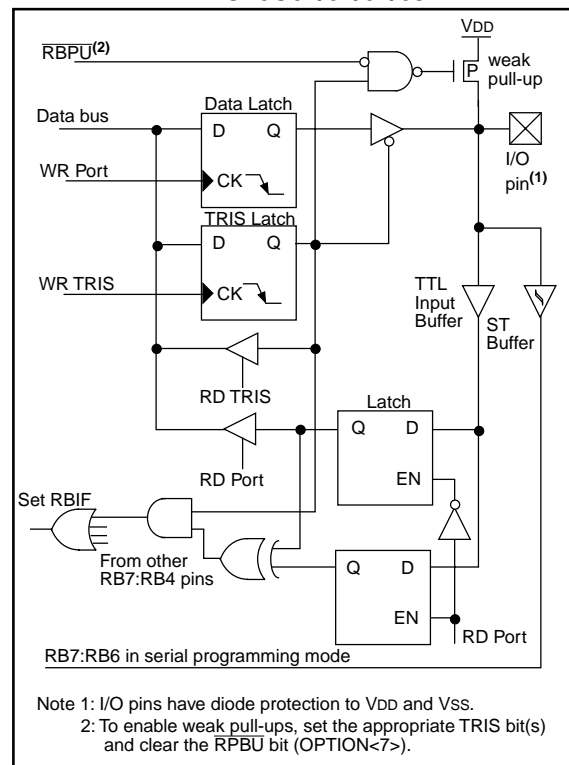 VDD
RBPU(2)
P
weak
pull-up
Data Latch
Data bus
D
Q
I/O
pin(1)
WR Port
CK
TRIS Latch
D
Q
WR TRIS
CK
TTL
Input
Buffer
ST
Buffer
RD TRIS
Latch
Q
D
RD Port
EN
Set RBIF
From other
RB7:RB4 pins
Q
D
EN
RD Port
RB7:RB6 in serial programming mode
Note 1: I/O pins have diode protection to VDD and VSS.
2: To enable weak pull-ups, set the appropriate TRIS bit(s)
and clear the RPBU bit (OPTION<7>).